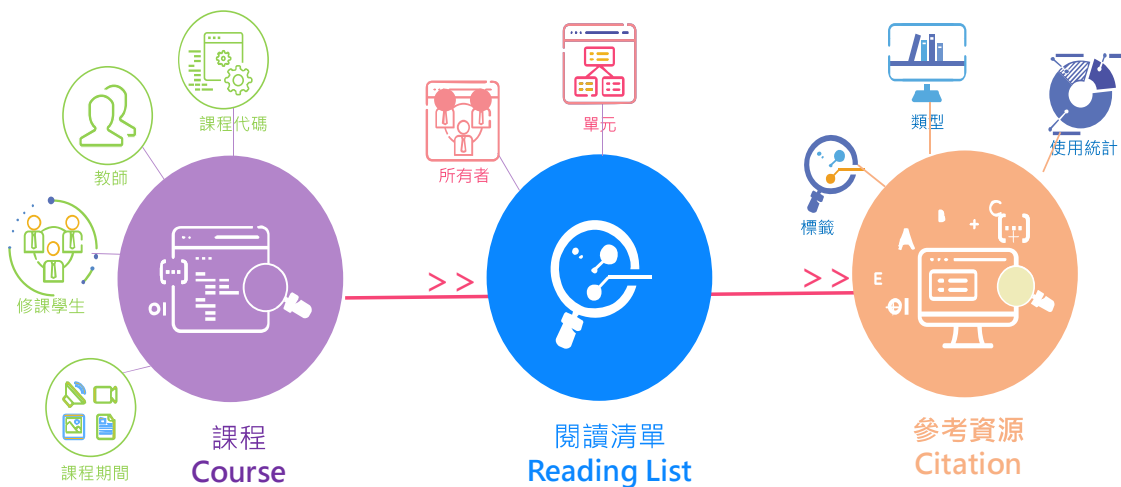 課程代碼
教師
修課學生
課程期間
課程
Course
所有者
單元
閱讀清單
Reading List
類型
使用統計
標籤
A
B
+
C
[...]
E
OI
[...]
OI
參考資源
Citation